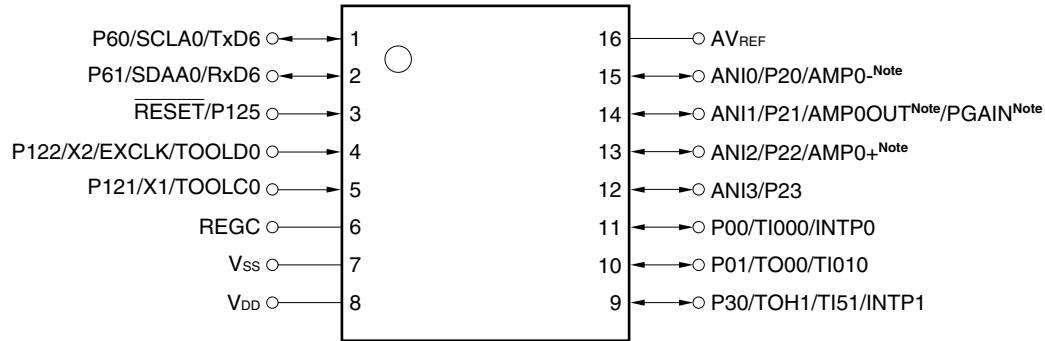 P60/SCLA0/TxD6 1 16 AVREF
P61/SDAA0/RxD6 2 15 ANI0/P20/AMP0-Note
RESET/P125 3 14 ANI1/P21/AMP0OUTNote/PGAINNote
P122/X2/EXCLK/TOOLD0 4 13 ANI2/P22/AMP0+Note
P121/X1/TOOLC0 5 12 ANI3/P23
REGC 6 11 P00/TI000/INTP0
VSS 7 10 P01/TO00/TI010
VDD 8 9 P30/TOH1/TI51/INTP1